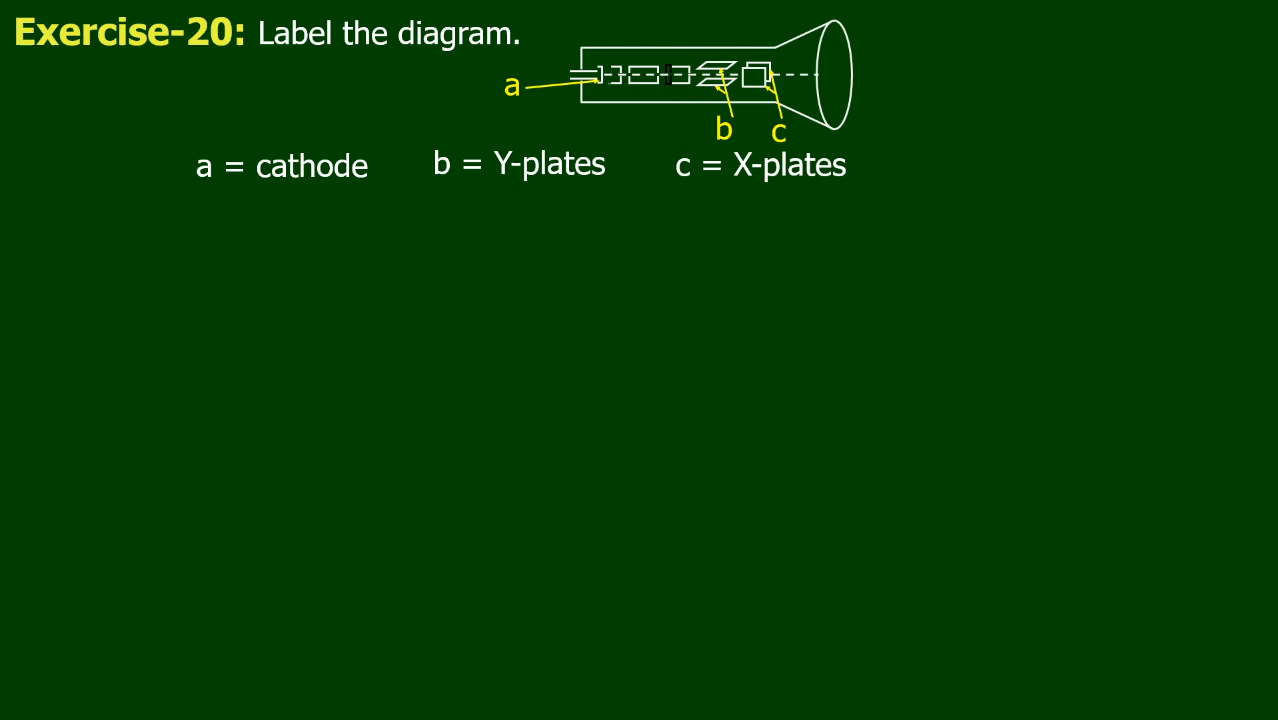 Exercise-20: Label the diagram.
a
b
c
a = cathode
b = Y-plates
c = X-plates